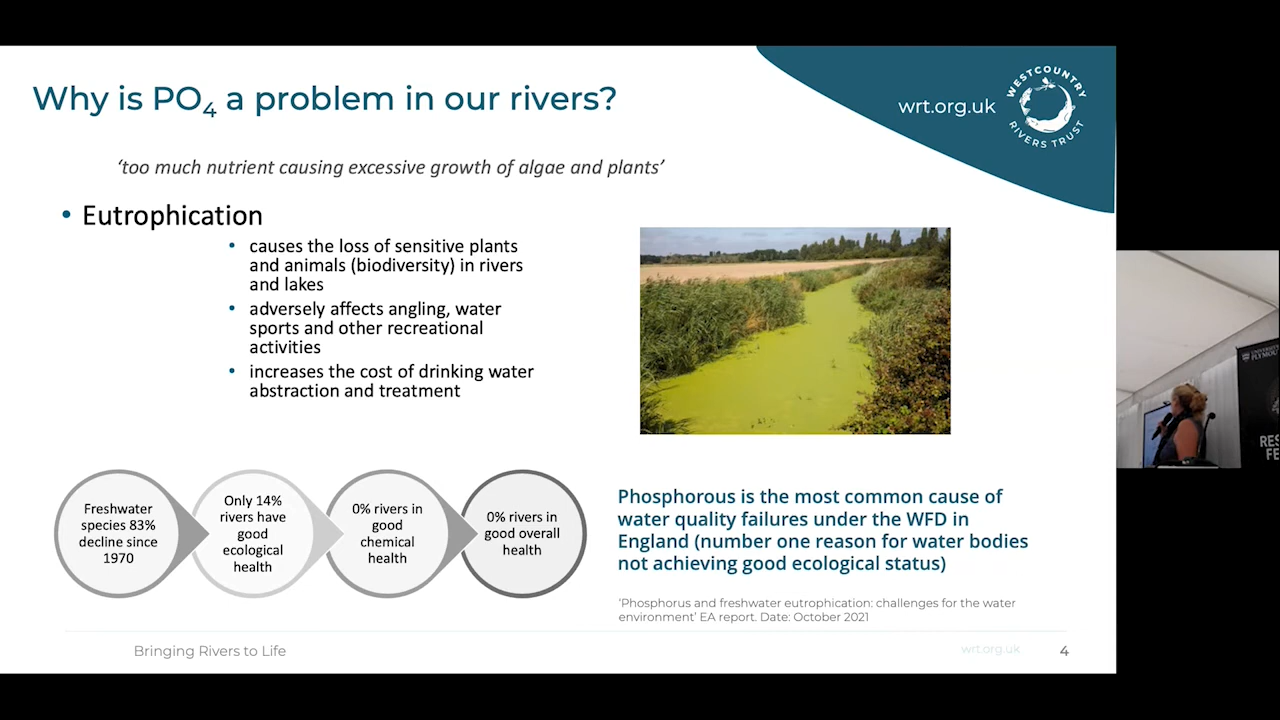 Why is PO4 a problem in our rivers?
wrt.org.uk
WESTCOUNTRY
RIVERS TRUST
‘too much nutrient causing excessive growth of algae and plants’
• Eutrophication
• causes the loss of sensitive plants
and animals (biodiversity) in rivers
and lakes
• adversely affects angling, water
sports and other recreational
activities
• increases the cost of drinking water
abstraction and treatment
Freshwater
species 83%
decline since
1970
Only 14%
rivers have
good
ecological
health
0% rivers in
good
chemical
health
0% rivers in
good overall
health
Phosphorous is the most common cause of
water quality failures under the WFD in
England (number one reason for water bodies
not achieving good ecological status)
‘Phosphorus and freshwater eutrophication: challenges for the water
environment’ EA report. Date: October 2021
Bringing Rivers to Life
wrt.org.uk
4